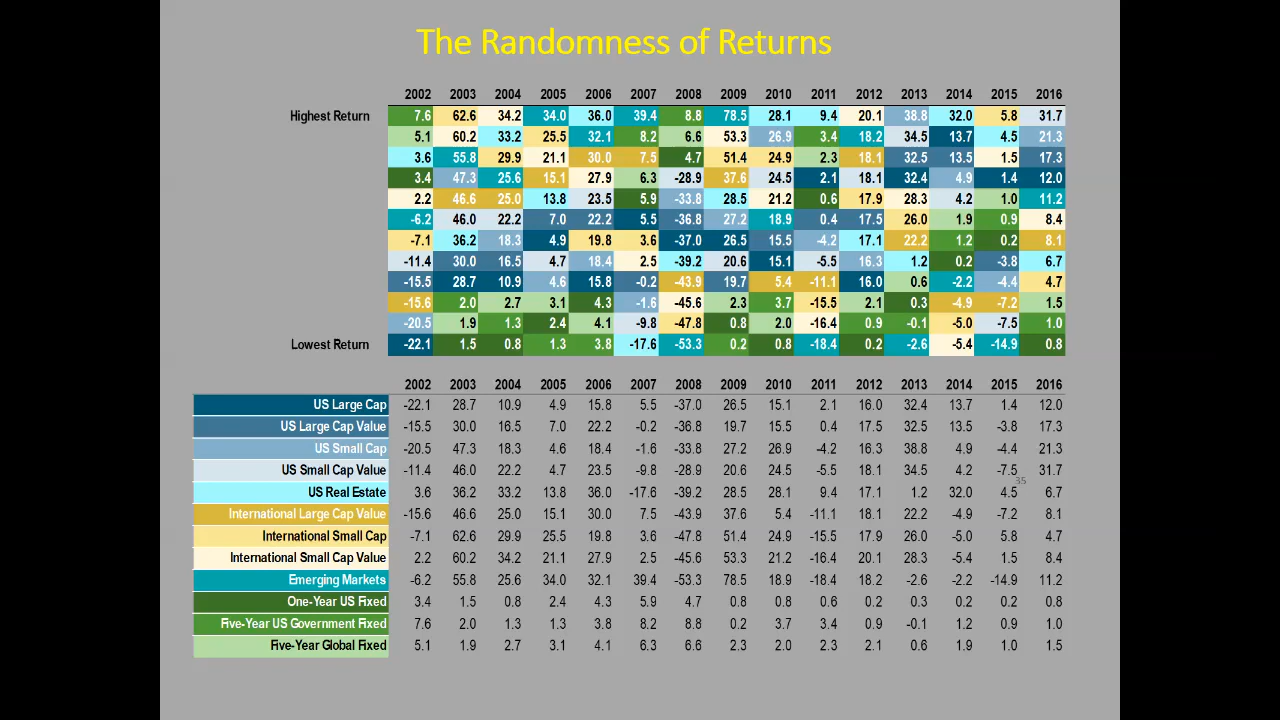 The Randomness of Returns
2002 2003 2004 2005 2006 2007 2008 2009 2010 2011 2012 2013 2014 2015 2016
Highest Return 7.6 62.6 34.2 34.0 36.0 39.4 8.8 78.5 28.1 9.4 20.1 38.8 32.0 5.8 31.7
5.1 60.2 33.2 25.5 32.1 8.2 6.6 53.3 26.9 3.4 18.2 34.5 13.7 4.5 21.3
3.6 55.8 29.9 21.1 30.0 7.5 4.7 51.4 24.9 2.3 18.1 32.5 13.5 1.5 17.3
3.4 47.3 25.6 15.1 27.9 6.3 -28.9 37.6 24.5 2.1 18.1 32.4 4.9 1.4 12.0
2.2 46.6 25.0 13.8 23.5 5.9 -33.8 28.5 21.2 0.6 17.9 28.3 4.2 1.0 11.2
-6.2 46.0 22.2 7.0 22.2 5.5 -36.8 27.2 18.9 0.4 17.5 26.0 1.9 0.9 8.4
-7.1 36.2 18.3 4.9 19.8 3.6 -37.0 26.5 15.5 -4.2 17.1 22.2 1.2 0.2 8.1
-11.4 30.0 16.5 4.7 18.4 2.5 -39.2 20.6 15.1 -5.5 16.3 1.2 0.2 -3.8 6.7
-15.5 28.7 10.9 4.6 15.8 -0.2 -43.9 19.7 5.4 -11.1 16.0 0.6 -2.2 -4.4 4.7
-15.6 2.0 2.7 3.1 4.3 -1.6 -45.6 2.3 3.7 -15.5 2.1 0.3 -4.9 -7.2 1.5
-20.5 1.9 1.3 2.4 4.1 -9.8 -47.8 0.8 2.0 -16.4 0.9 -0.1 -5.0 -7.5 1.0
Lowest Return -22.1 1.5 0.8 1.3 3.8 -17.6 -53.3 0.2 0.8 -18.4 0.2 -2.6 -5.4 -14.9 0.8
2002 2003 2004 2005 2006 2007 2008 2009 2010 2011 2012 2013 2014 2015 2016
US Large Cap -22.1 28.7 10.9 4.9 15.8 5.5 -37.0 26.5 15.1 2.1 16.0 32.4 13.7 1.4 12.0
US Large Cap Value -15.5 30.0 16.5 7.0 22.2 -0.2 -36.8 19.7 15.5 0.4 17.5 32.5 13.5 -3.8 17.3
US Small Cap -20.5 47.3 18.3 4.6 18.4 -1.6 -33.8 27.2 26.9 -4.2 16.3 38.8 4.9 -4.4 21.3
US Small Cap Value -11.4 46.0 22.2 4.7 23.5 -9.8 -28.9 20.6 24.5 -5.5 18.1 34.5 4.2 -7.5 31.7
35
US Real Estate 3.6 36.2 33.2 13.8 36.0 -17.6 -39.2 28.5 28.1 9.4 17.1 1.2 32.0 4.5 6.7
International Large Cap Value -15.6 46.6 25.0 15.1 30.0 7.5 -43.9 37.6 5.4 -11.1 18.1 22.2 -4.9 -7.2 8.1
International Small Cap -7.1 62.6 29.9 25.5 19.8 3.6 -47.8 51.4 24.9 -15.5 17.9 26.0 -5.0 5.8 4.7
International Small Cap Value 2.2 60.2 34.2 21.1 27.9 2.5 -45.6 53.3 21.2 -16.4 20.1 28.3 -5.4 1.5 8.4
Emerging Markets -6.2 55.8 25.6 34.0 32.1 39.4 -53.3 78.5 18.9 -18.4 18.2 -2.6 -2.2 -14.9 11.2
One-Year US Fixed 3.4 1.5 0.8 2.4 4.3 5.9 4.7 0.8 0.8 0.6 0.2 0.3 0.2 0.2 0.8
Five-Year US Government Fixed 7.6 2.0 1.3 1.3 3.8 8.2 8.8 0.2 3.7 3.4 0.9 -0.1 1.2 0.9 1.0
Five-Year Global Fixed 5.1 1.9 2.7 3.1 4.1 6.3 6.6 2.3 2.0 2.3 2.1 0.6 1.9 1.0 1.5